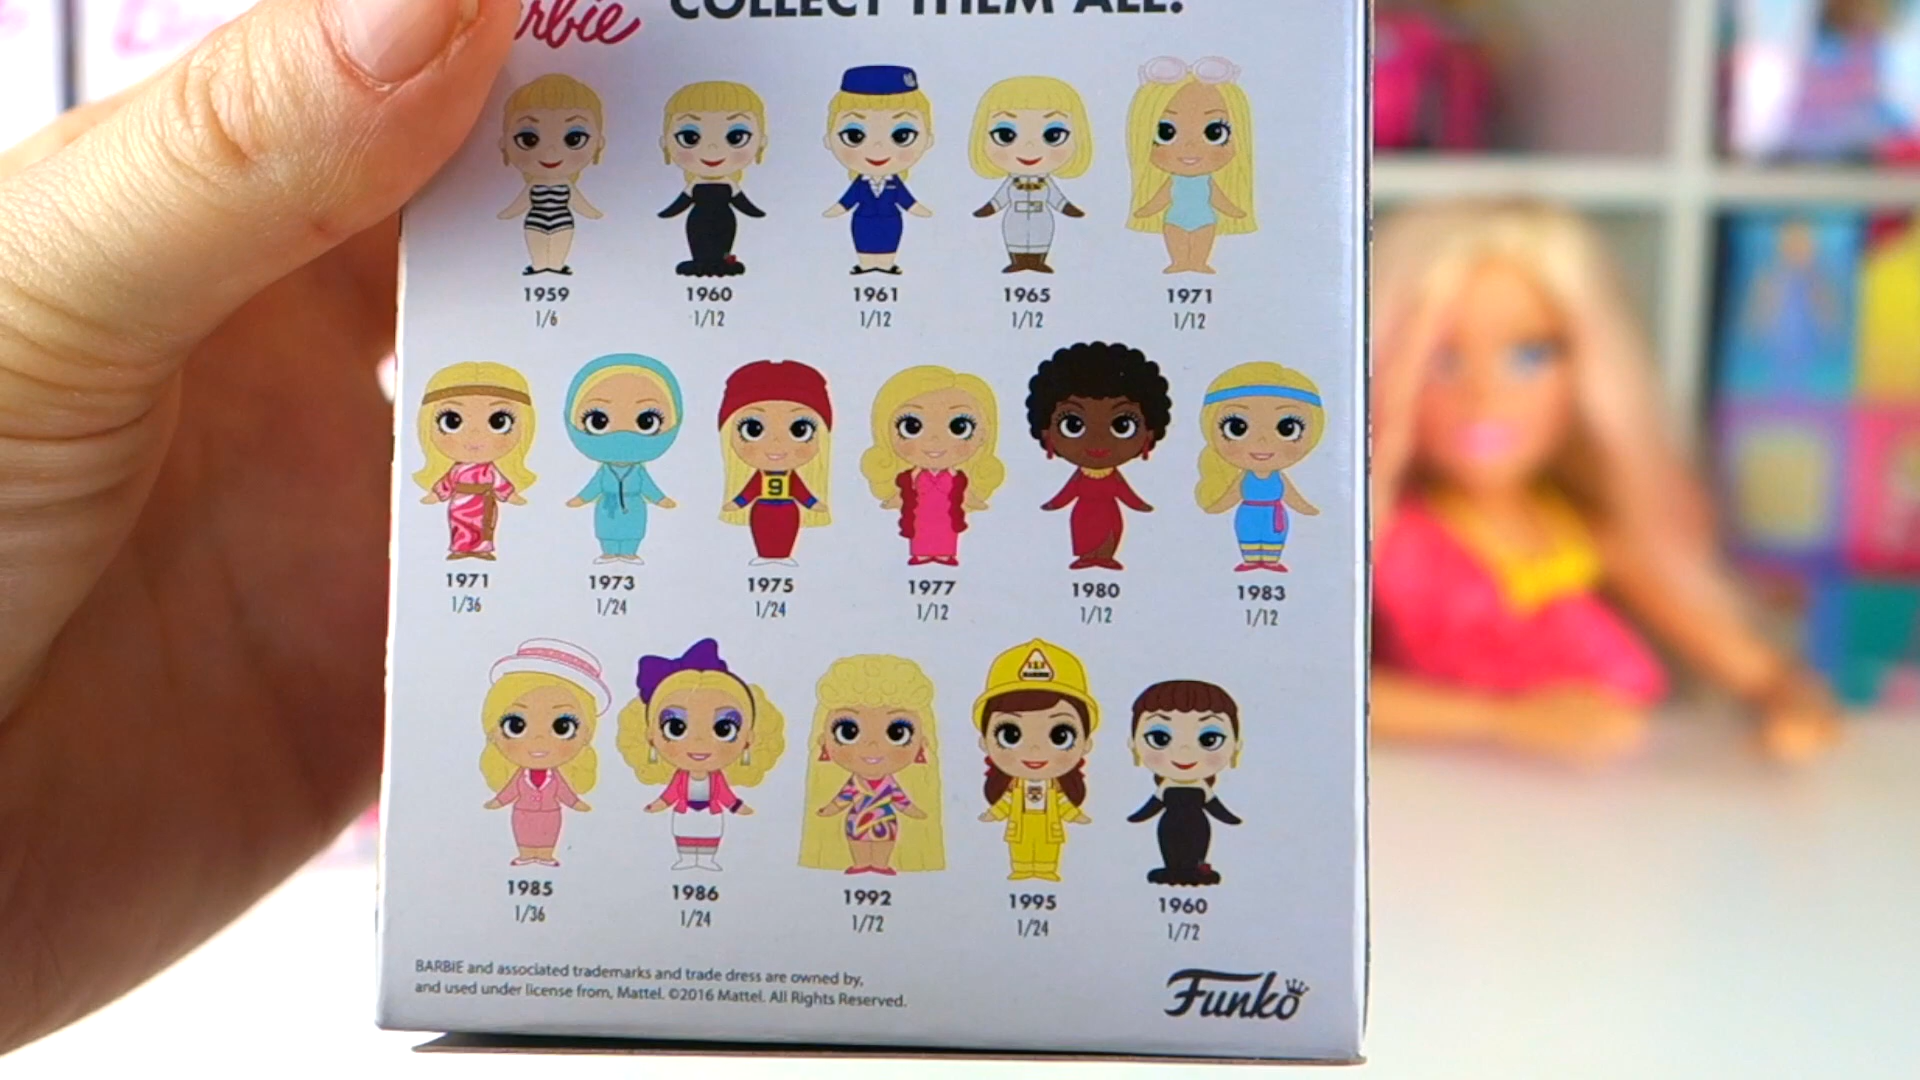 Barbie COLLECT THEM ALL!
1959 1960 1961 1965 1971
1/6 1/12 1/12 1/12 1/12
9
1971 1973 1975 1977 1980 1983
1/36 1/24 1/24 1/12 1/12 1/12
1985 1986 1992 1995 1960
1/36 1/24 1/72 1/24 1/72
BARBIE and associated trademarks and trade dress are owned by,
and used under license from, Mattel. ©2016 Mattel. All Rights Reserved.
Funko